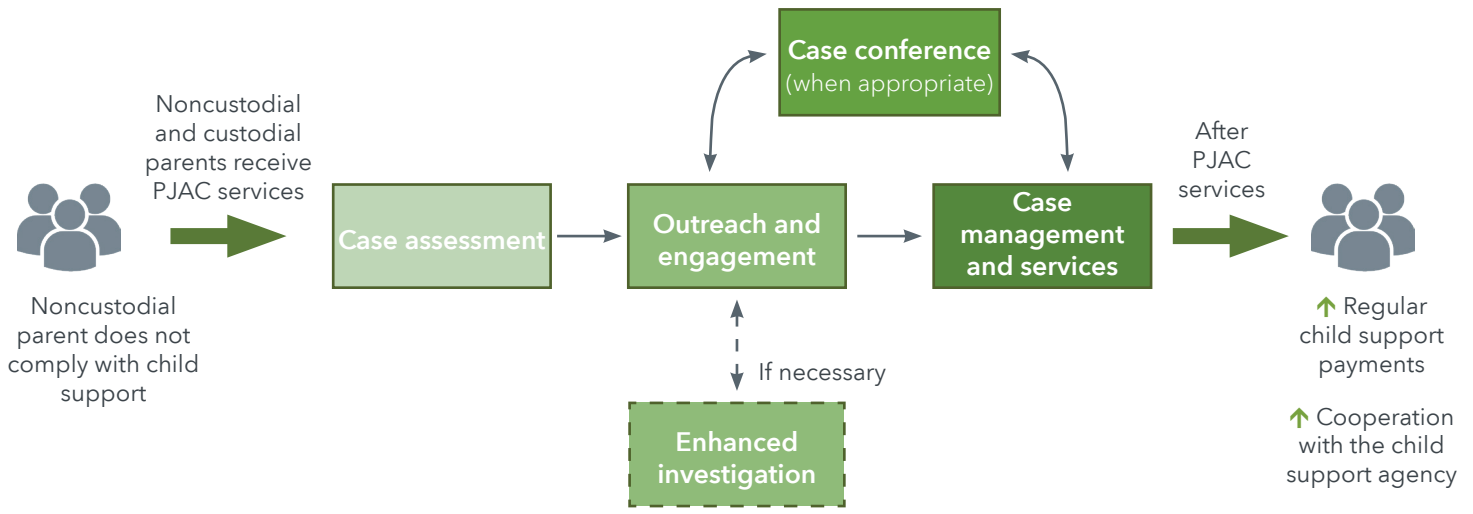 Noncustodial
and custodial
parents receive
PJAC services
Noncustodial
parent does not
comply with child
support
Case assessment
Outreach and
engagement
Case conference
(when appropriate)
If necessary
Enhanced
investigation
Case
management
and services
After
PJAC
services
↑ Regular
child support
payments
↑ Cooperation
with the child
support agency